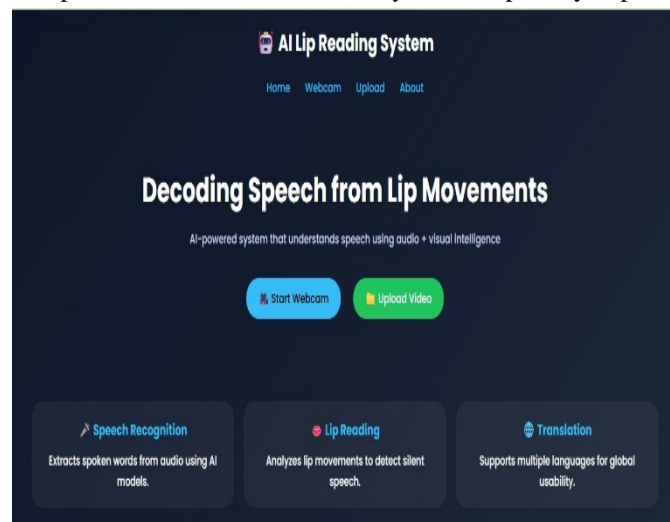 AI Lip Reading System
Home Webcam Upload About
Decoding Speech from Lip Movements
AI-powered system that understands speech using audio + visual intelligence
Start Webcam Upload Video
Speech Recognition
Extracts spoken words from audio using AI
models.
Lip Reading
Analyzes lip movements to detect silent
speech.
Translation
Supports multiple languages for global
usability.